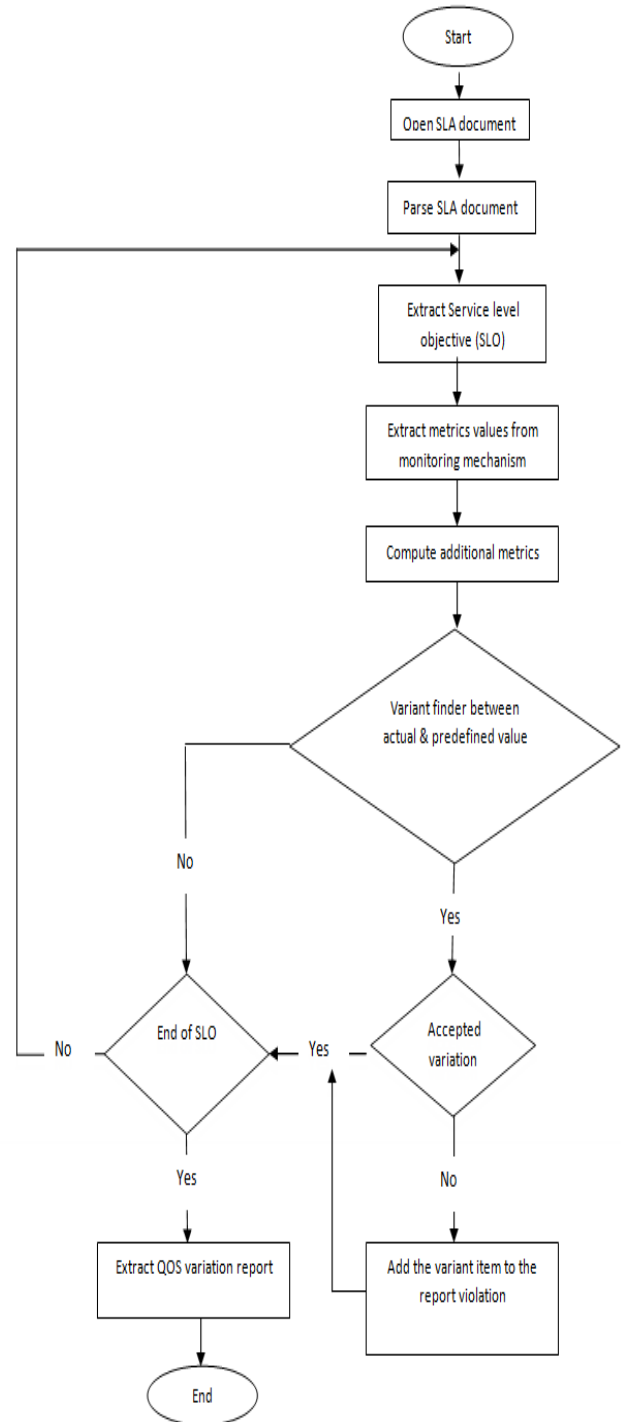 Start
Open SLA document
Parse SLA document
Extract Service level
objective (SLO)
Extract metrics values from
monitoring mechanism
Compute additional metrics
Variant finder between
actual & predefined value
No
Yes
End of SLO
Accepted
variation
No
Yes
Yes
No
Extract QOS variation report
Add the variant item to the
report violation
End